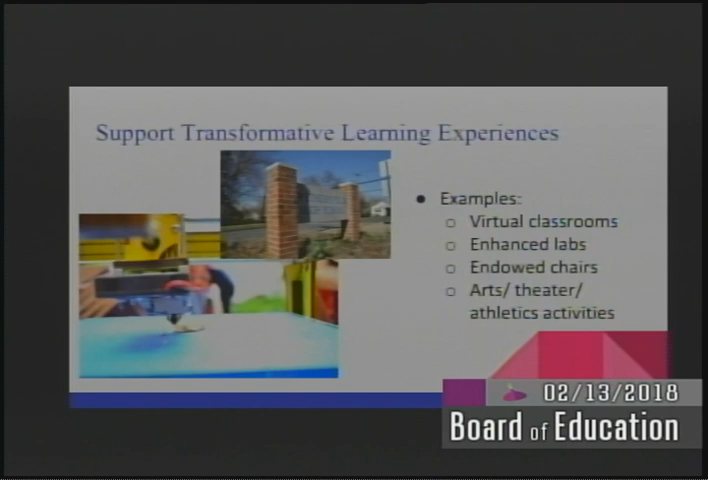 Support Transformative Learning Experiences
● Examples:
○ Virtual classrooms
○ Enhanced labs
○ Endowed chairs
○ Arts/ theater/
athletics activities
02/13/2018
Board of Education